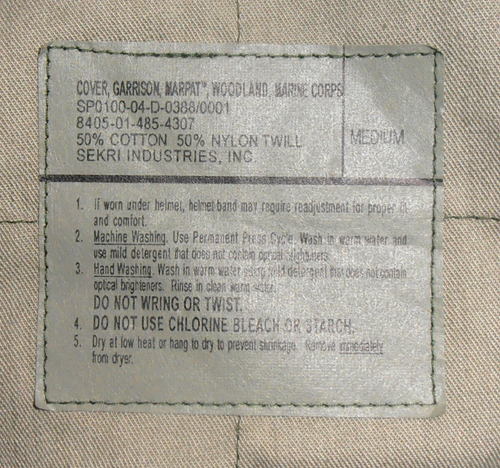 COVER, GARRISON, MARPAT™, WOODLAND, MARINE CORPS
SP0100-04-D-0388/0001
8405-01-485-4307
50% COTTON 50% NYLON TWILL
SEKRI INDUSTRIES, INC.
MEDIUM
1. If worn under helmet, helmet band may require readjustment for proper fit
and comfort.
2. Machine Washing. Use Permanent Press Cycle. Wash in warm water and
use mild detergent that does not contain optical brighteners.
3. Hand Washing. Wash in warm water using mild detergent that does not contain
optical brighteners. Rinse in clean warm water.
DO NOT WRING OR TWIST.
4. DO NOT USE CHLORINE BLEACH OR STARCH.
5. Dry at low heat or hang to dry to prevent shrinkage. Remove immediately
from dryer.